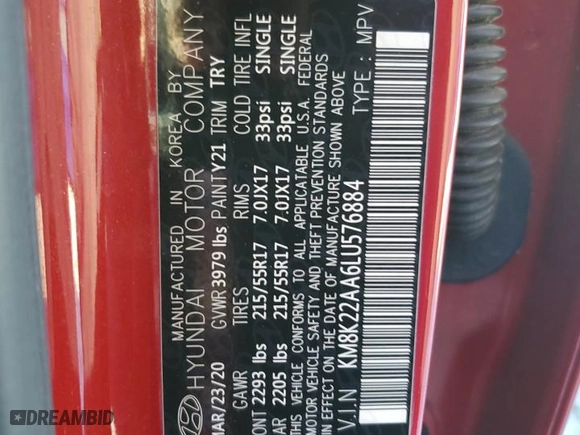 MANUFACTURED IN KOREA BY
HYUNDAI MOTOR COMPANY
MAR/23/20 GVWR 3979 lbs PAINT Y21 TRIM TRY
GAWR TIRES RIMS COLD TIRE INFL
ONT 2293 lbs 215/55R17 7.0JX17 33psi SINGLE
2205 lbs 215/55R17 7.0JX17 33psi SINGLE
THIS VEHICLE CONFORMS TO ALL APPLICABLE U.S.A. FEDERAL
MOTOR VEHICLE SAFETY AND THEFT PREVENTION STANDARDS
IN EFFECT ON THE DATE OF MANUFACTURE SHOWN ABOVE
V.I.N KM8K22AA6LU576884 TYPE : MPV
DREAMBID